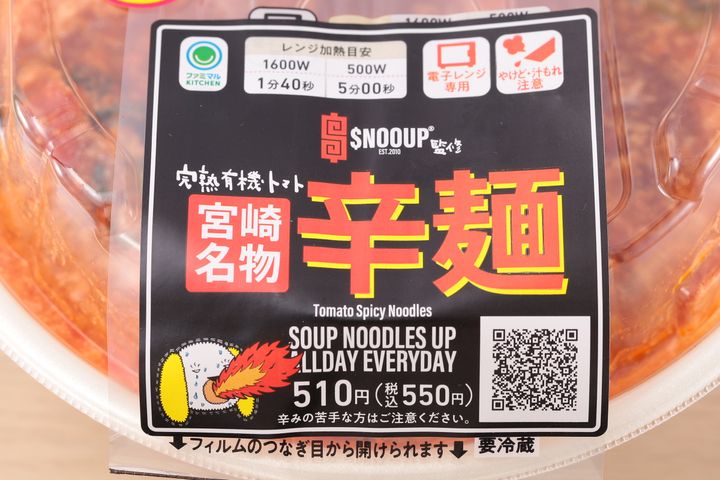 1600W 500W
ファミマル
KITCHEN
レンジ加熱目安
1600W 500W
1分40秒 5分00秒
電子レンジ
専用
やけど・汁もれ
注意
$NOOUP® 監修
EST.2010
完熟有機トマト
宮崎
名物
辛麺
Tomato Spicy Noodles
SOUP NOODLES UP
ALLDAY EVERYDAY
510円(税込550円)
辛みの苦手な方はご注意ください。
↓フィルムのつなぎ目から開けられます↓ 要冷蔵